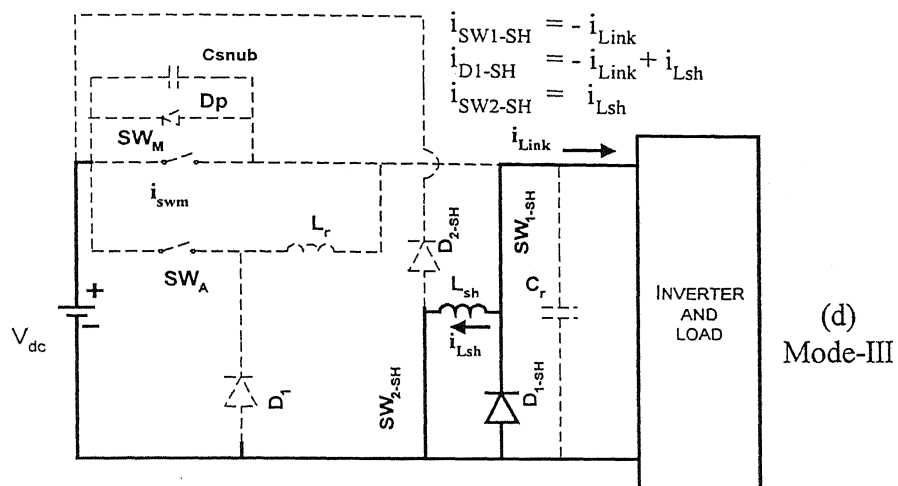 i_SW1-SH = - i_Link
i_D1-SH = - i_Link + i_Lsh
i_SW2-SH = i_Lsh
Csnub
Dp
SW_M
i_swm
i_Link
L_r
SW_A
D_2-SH
SW_1-SH
L_sh
C_r
i_Lsh
+
−
V_dc
D_1
SW_2-SH
D_1-SH
INVERTER
AND
LOAD
(d)
Mode-III